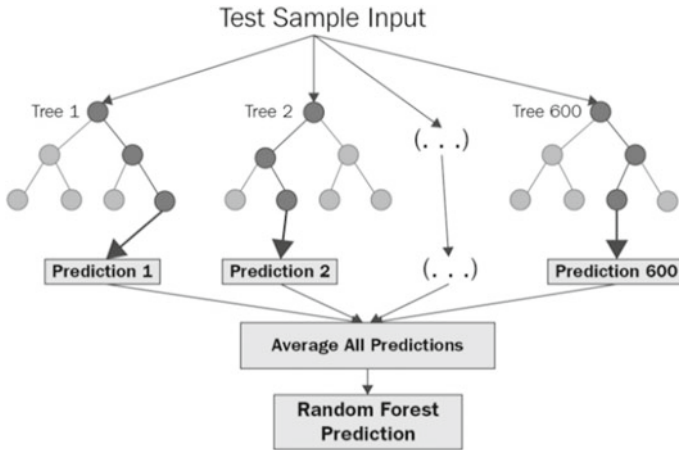 Test Sample Input
Tree 1
Tree 2
(. . .)
Tree 600
Prediction 1
Prediction 2
(. . .)
Prediction 600
Average All Predictions
Random Forest
Prediction